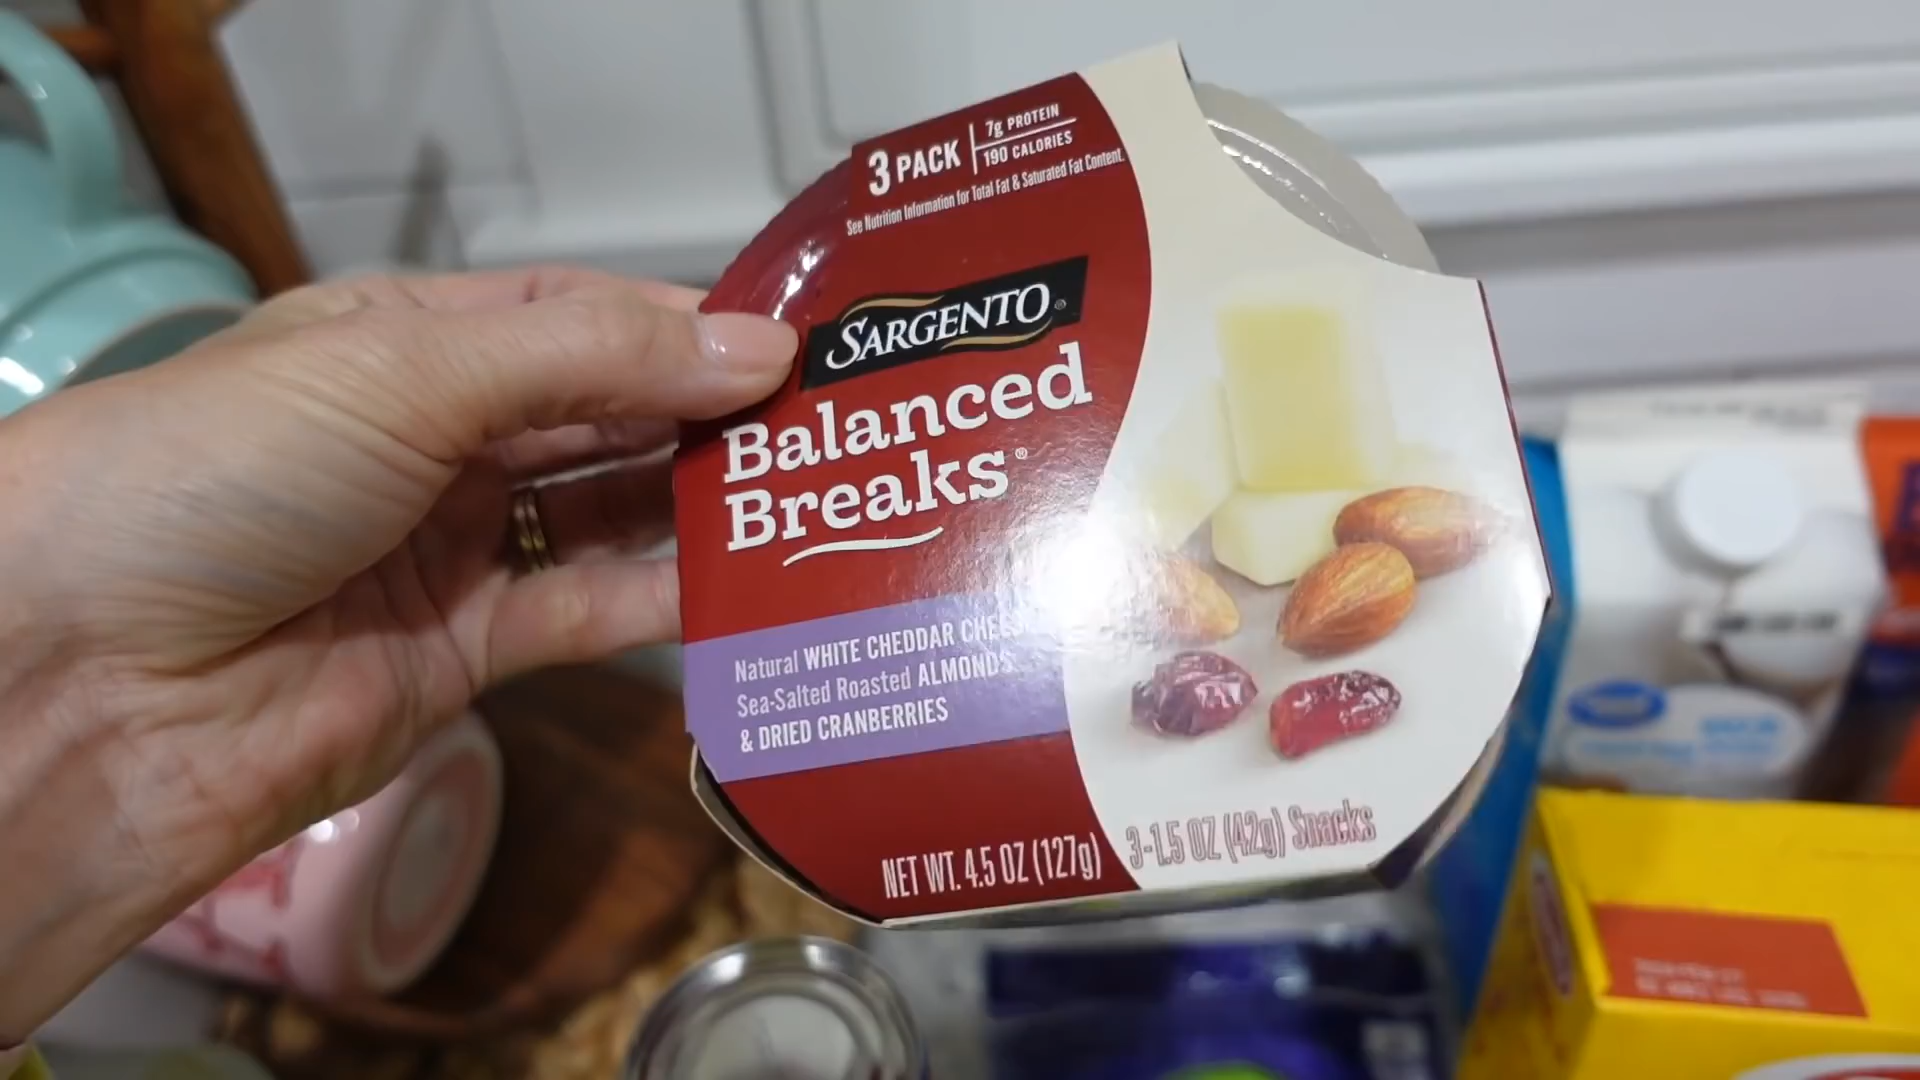 3 PACK
7g PROTEIN
190 CALORIES
See Nutrition Information for Total Fat & Saturated Fat Content.
SARGENTO®
Balanced
Breaks®
Natural WHITE CHEDDAR
Sea-Salted Roasted ALMONDS
& DRIED CRANBERRIES
NET WT. 4.5 OZ (127g)
3-1.5 OZ (42g) Snacks